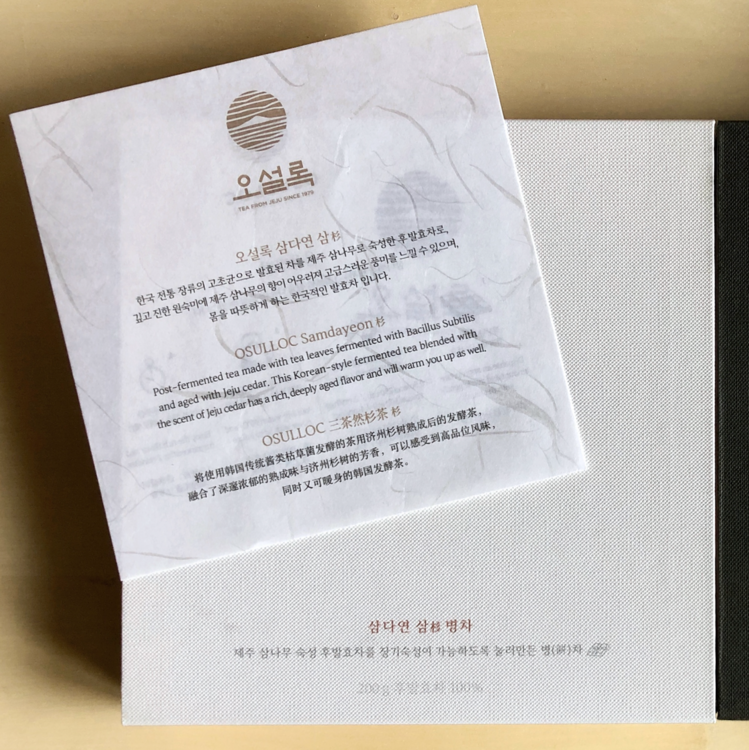 오설록
TEA FROM JEJU SINCE 1979
오설록 삼다연 삼杉
한국 전통 장류의 고초균으로 발효된 차를 제주 삼나무로 숙성한 후발효차로,
깊고 진한 원숙미에 제주 삼나무의 향이 어우러져 고급스러운 풍미를 느낄 수 있으며,
몸을 따뜻하게 하는 한국적인 발효차 입니다.
OSULLOC Samdayeon 杉
Post-fermented tea made with tea leaves fermented with Bacillus Subtilis
and aged with Jeju cedar. This Korean-style fermented tea blended with
the scent of Jeju cedar has a rich, deeply aged flavor and will warm you up as well.
OSULLOC 三茶然杉茶 杉
将使用韩国传统酱类枯草菌发酵的茶用济州杉树熟成后的发酵茶，
融合了深邃浓郁的熟成味与济州杉树的芳香，可以感受到高品位风味，
同时又可暖身的韩国发酵茶。
삼다연 삼杉 병차
제주 삼나무 숙성 후발효차를 장기숙성이 가능하도록 눌러만든 병(餠)차
200g 후발효차 100%